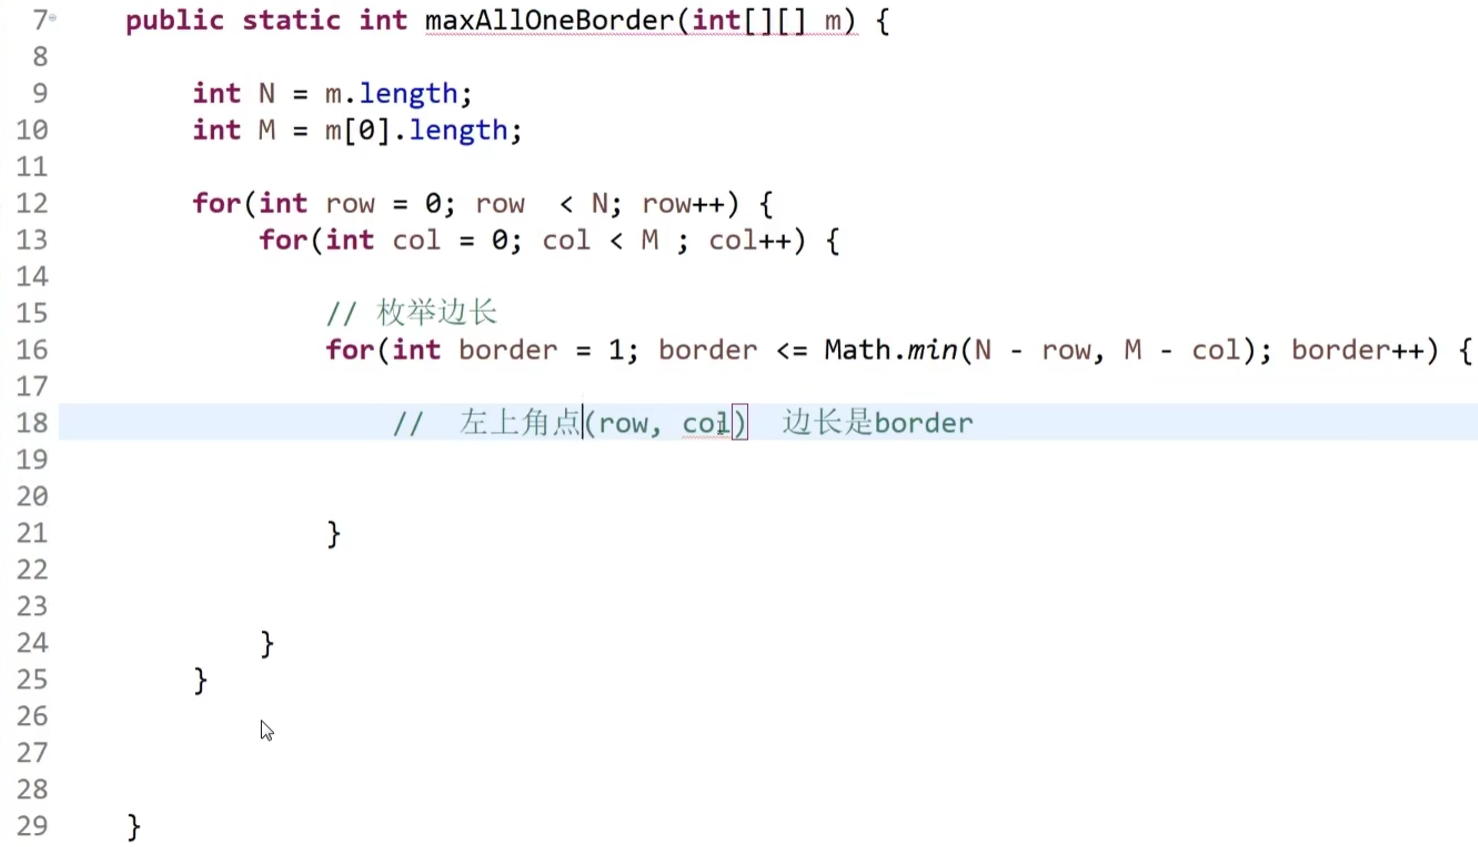 7 public static int maxAllOneBorder(int[][] m) {
8
9 int N = m.length;
10 int M = m[0].length;
11
12 for(int row = 0; row  < N; row++) {
13 for(int col = 0; col < M ; col++) {
14
15 // 枚举边长
16 for(int border = 1; border <= Math.min(N - row, M - col); border++) {
17
18 //  左上角点(row, col)  边长是border
19
20
21 }
22
23
24 }
25 }
26
27
28
29 }